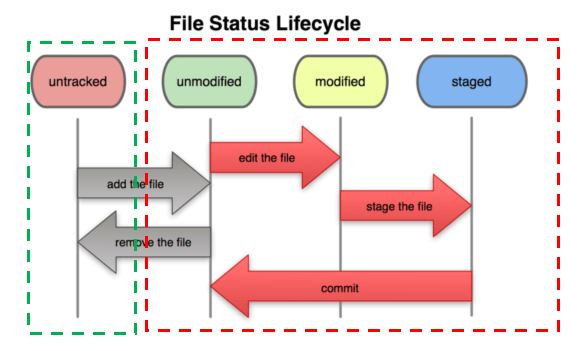 File Status Lifecycle
untracked
unmodified
modified
staged
edit the file
add the file
stage the file
remove the file
commit